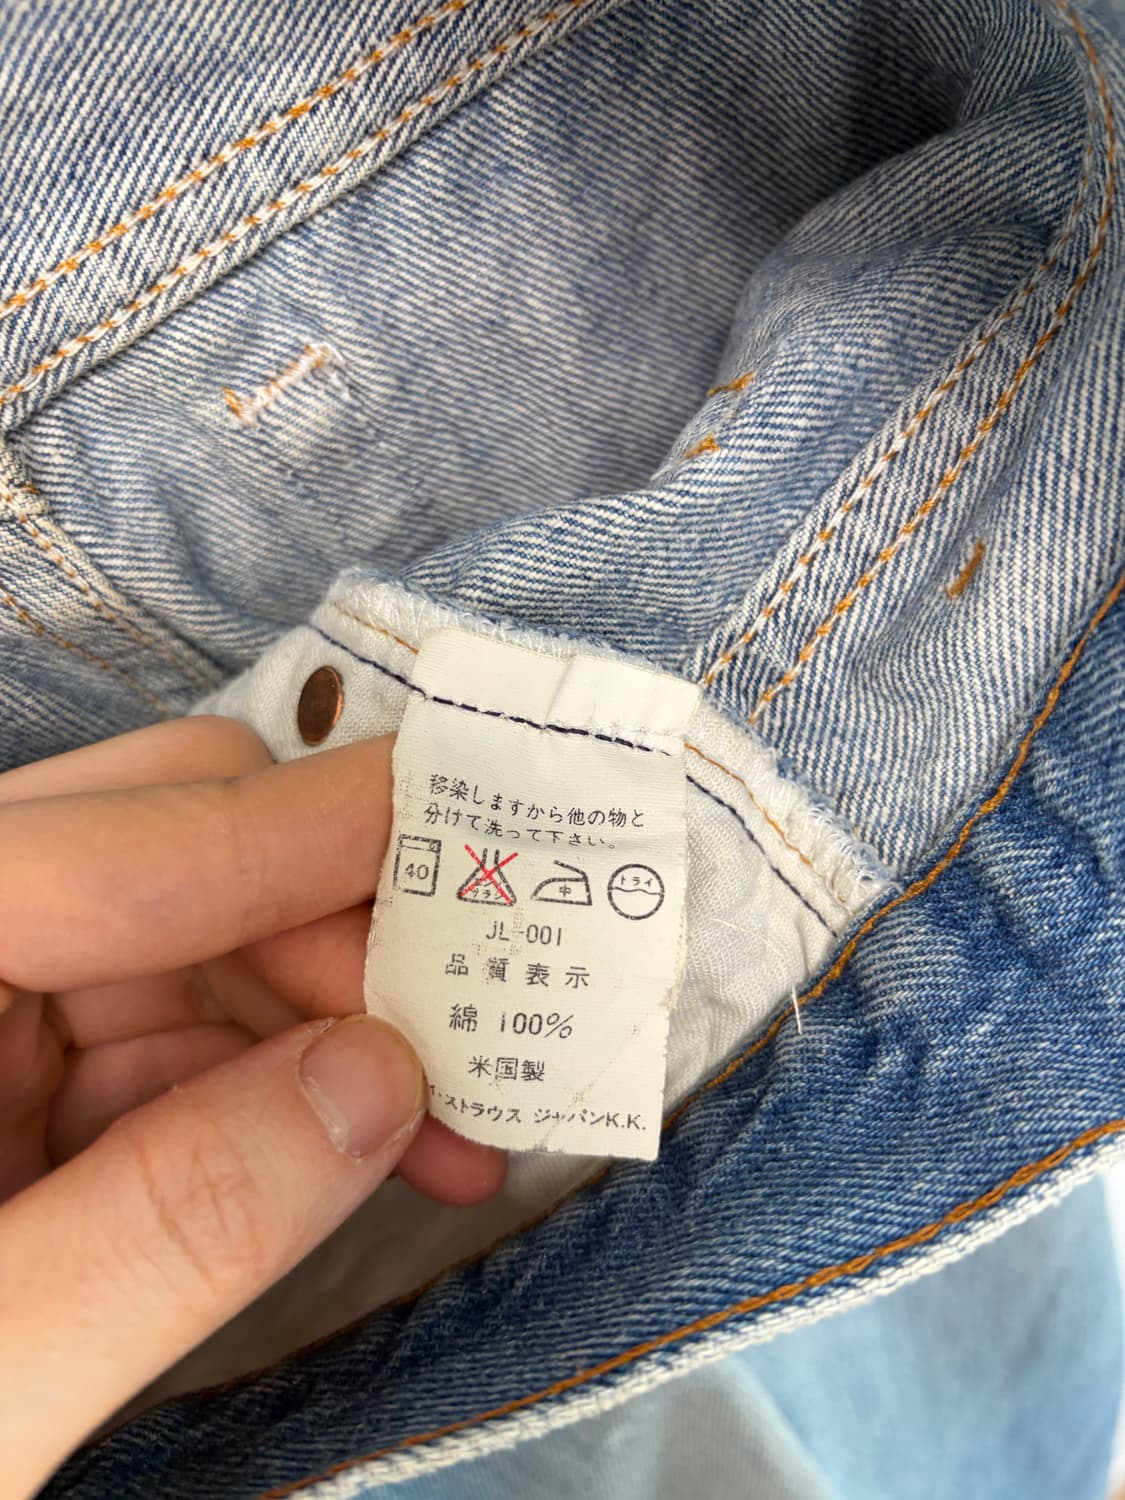 移染しますから他の物と
分けて洗って下さい。
40 中 ドライ
JL-001
品質表示
綿 100%
米国製
ストラウス ジャパンK.K.